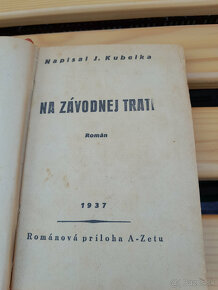 Napísal J. Kubelka
NA ZÁVODNEJ TRATI
Román
1937
Románová príloha A-Zetu